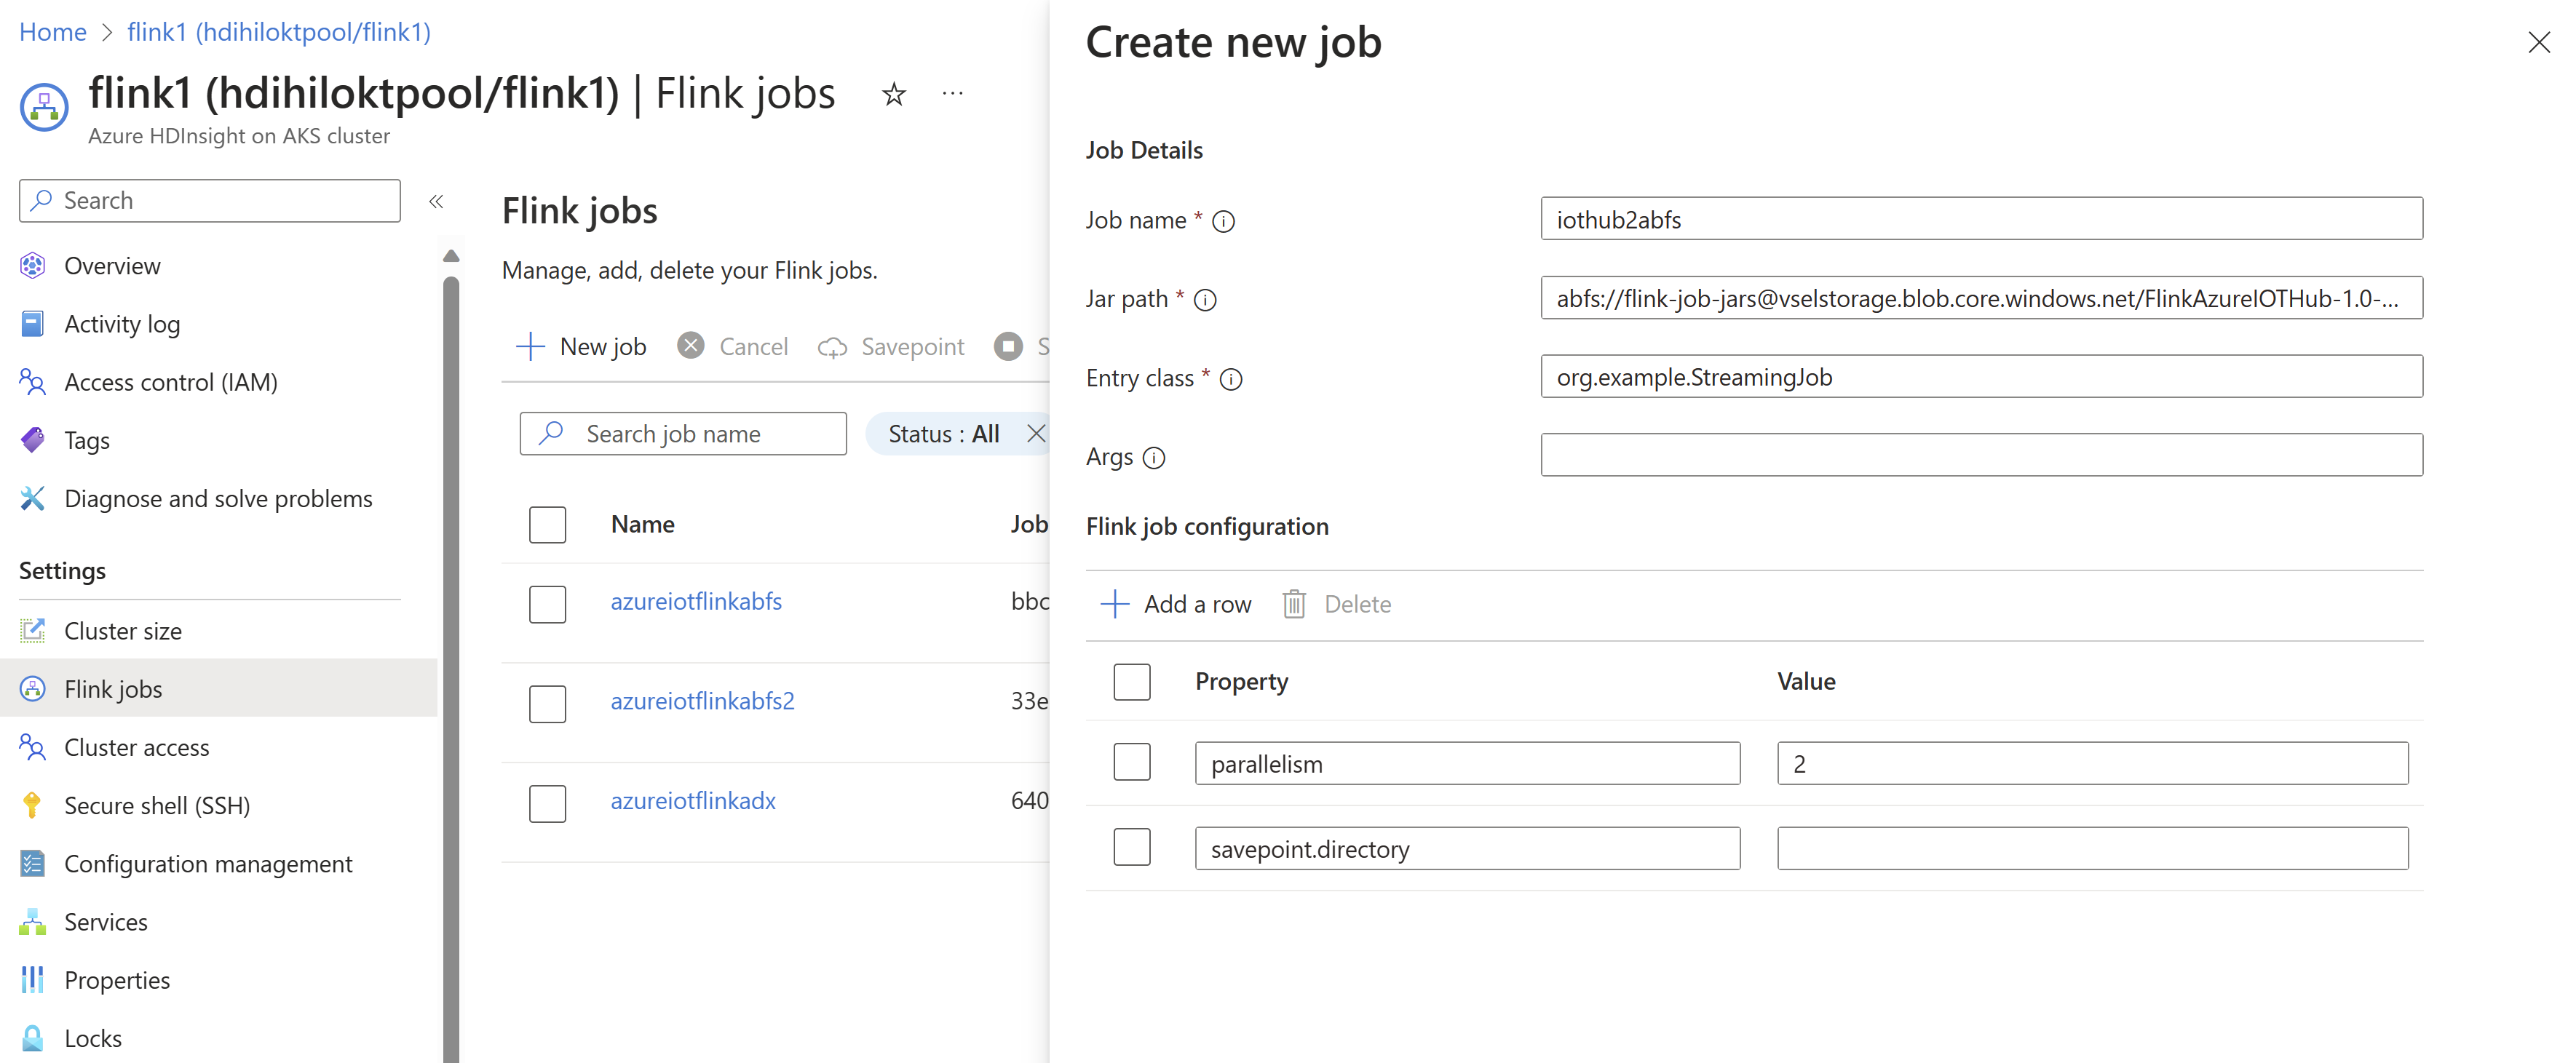 Home > flink1 (hdihiloktpool/flink1)
flink1 (hdihiloktpool/flink1) | Flink jobs
Azure HDInsight on AKS cluster
Search
Overview
Activity log
Access control (IAM)
Tags
Diagnose and solve problems
Settings
Cluster size
Flink jobs
Cluster access
Secure shell (SSH)
Configuration management
Services
Properties
Locks
Flink jobs
Manage, add, delete your Flink jobs.
New job Cancel Savepoint S
Search job name Status : All
Name Job
azureiotflinkabfs bbc
azureiotflinkabfs2 33e
azureiotflinkadx 640
Create new job
Job Details
Job name * iothub2abfs
Jar path * abfs://flink-job-jars@vselstorage.blob.core.windows.net/FlinkAzureIOTHub-1.0-...
Entry class * org.example.StreamingJob
Args
Flink job configuration
Add a row Delete
Property Value
parallelism 2
savepoint.directory